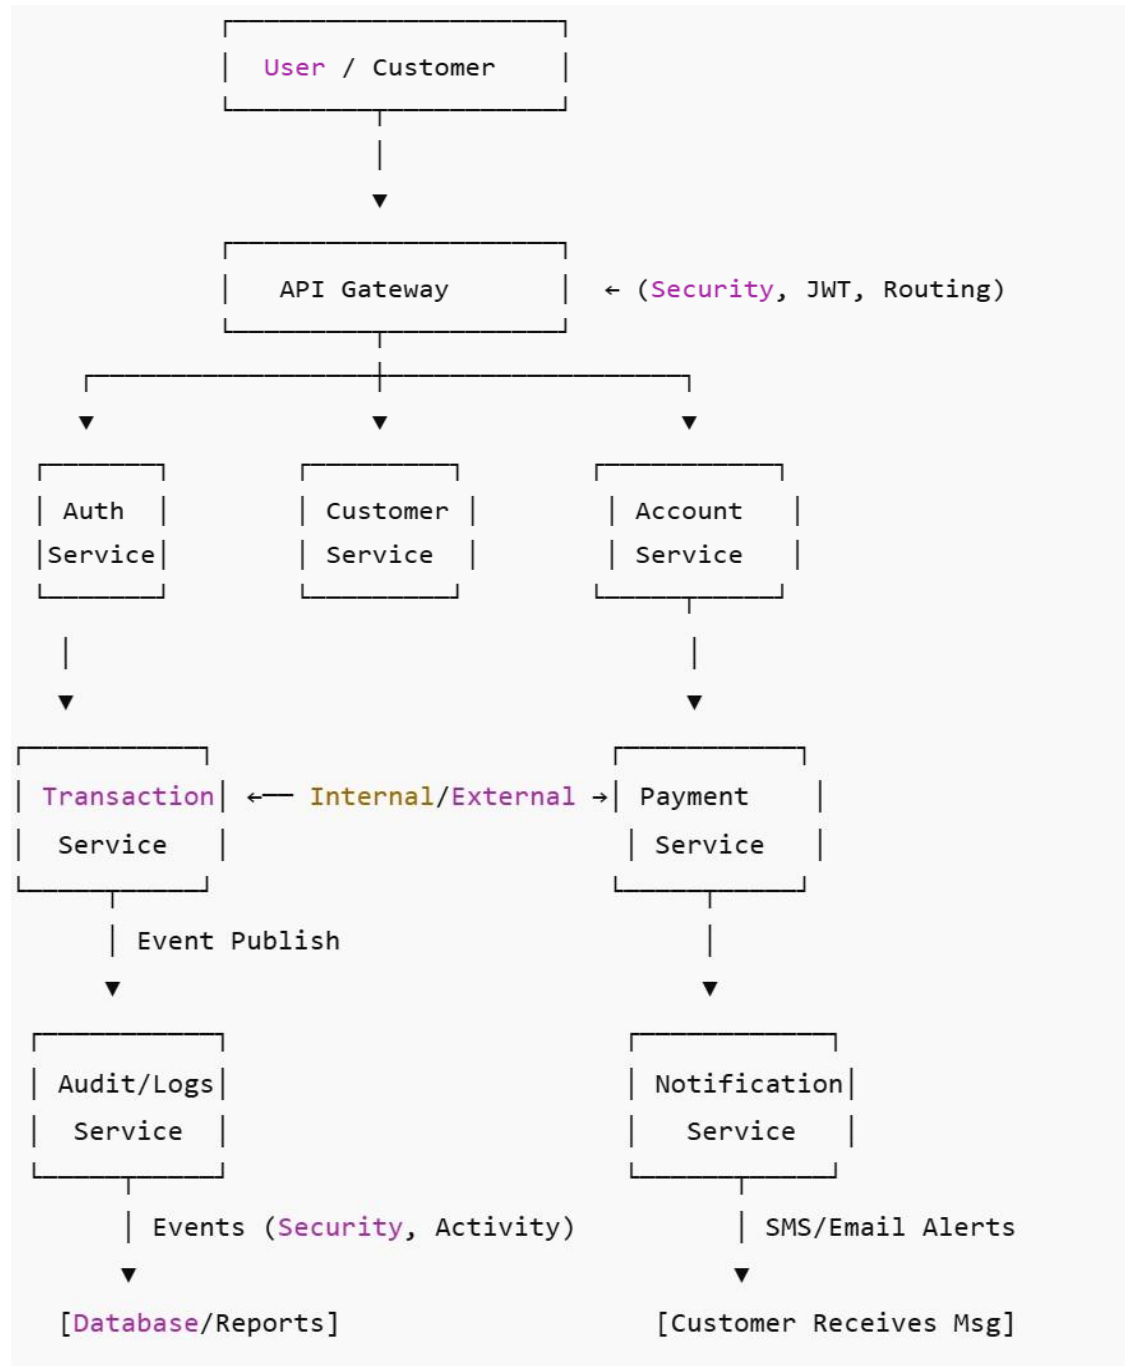 User / Customer
API Gateway ← (Security, JWT, Routing)
Auth Customer Account
Service Service Service
Transaction ←── Internal/External → Payment
Service Service
Event Publish
Audit/Logs Notification
Service Service
Events (Security, Activity) SMS/Email Alerts
[Database/Reports] [Customer Receives Msg]